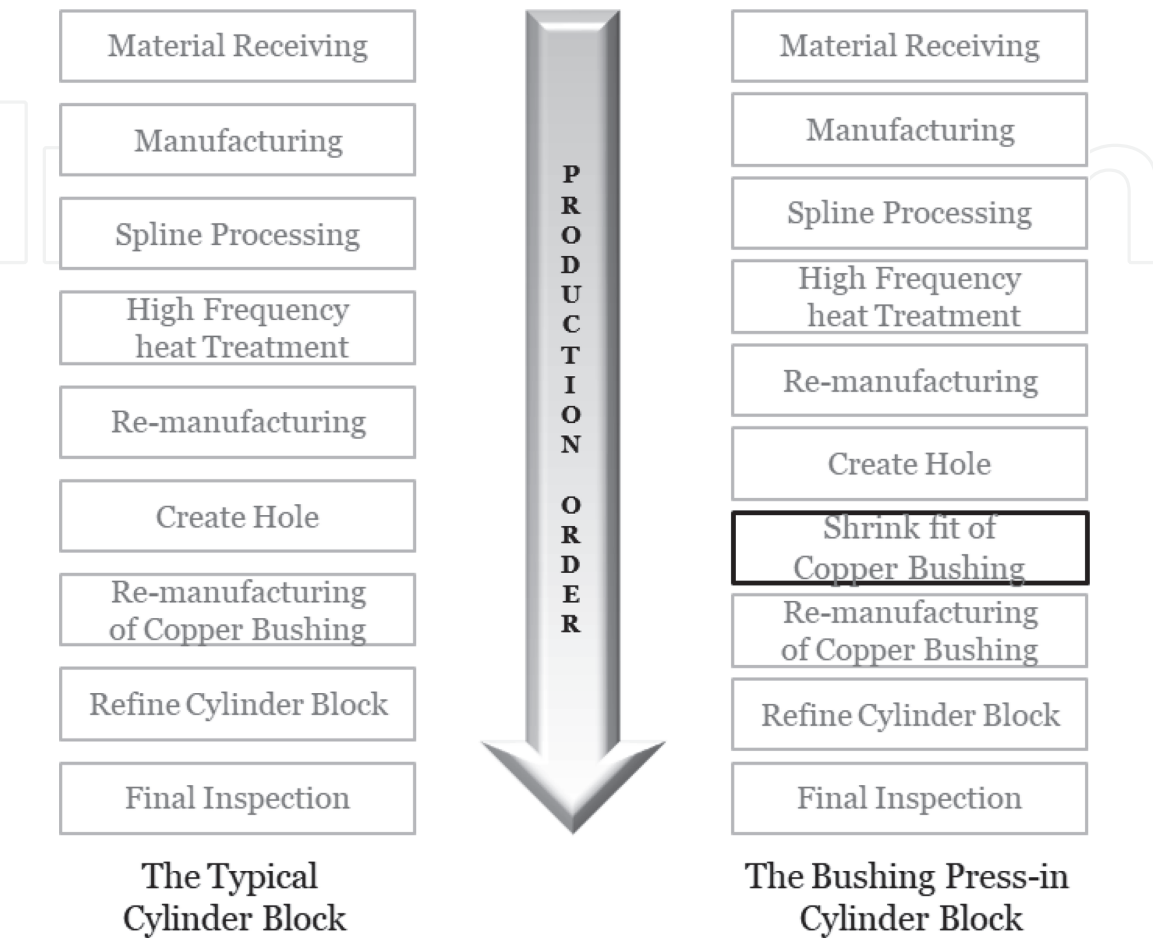 Material Receiving
Manufacturing
Spline Processing
High Frequency
heat Treatment
Re-manufacturing
Create Hole
Re-manufacturing
of Copper Bushing
Refine Cylinder Block
Final Inspection
The Typical
Cylinder Block
PRODUCTION ORDER
Material Receiving
Manufacturing
Spline Processing
High Frequency
heat Treatment
Re-manufacturing
Create Hole
Shrink fit of
Copper Bushing
Re-manufacturing
of Copper Bushing
Refine Cylinder Block
Final Inspection
The Bushing Press-in
Cylinder Block